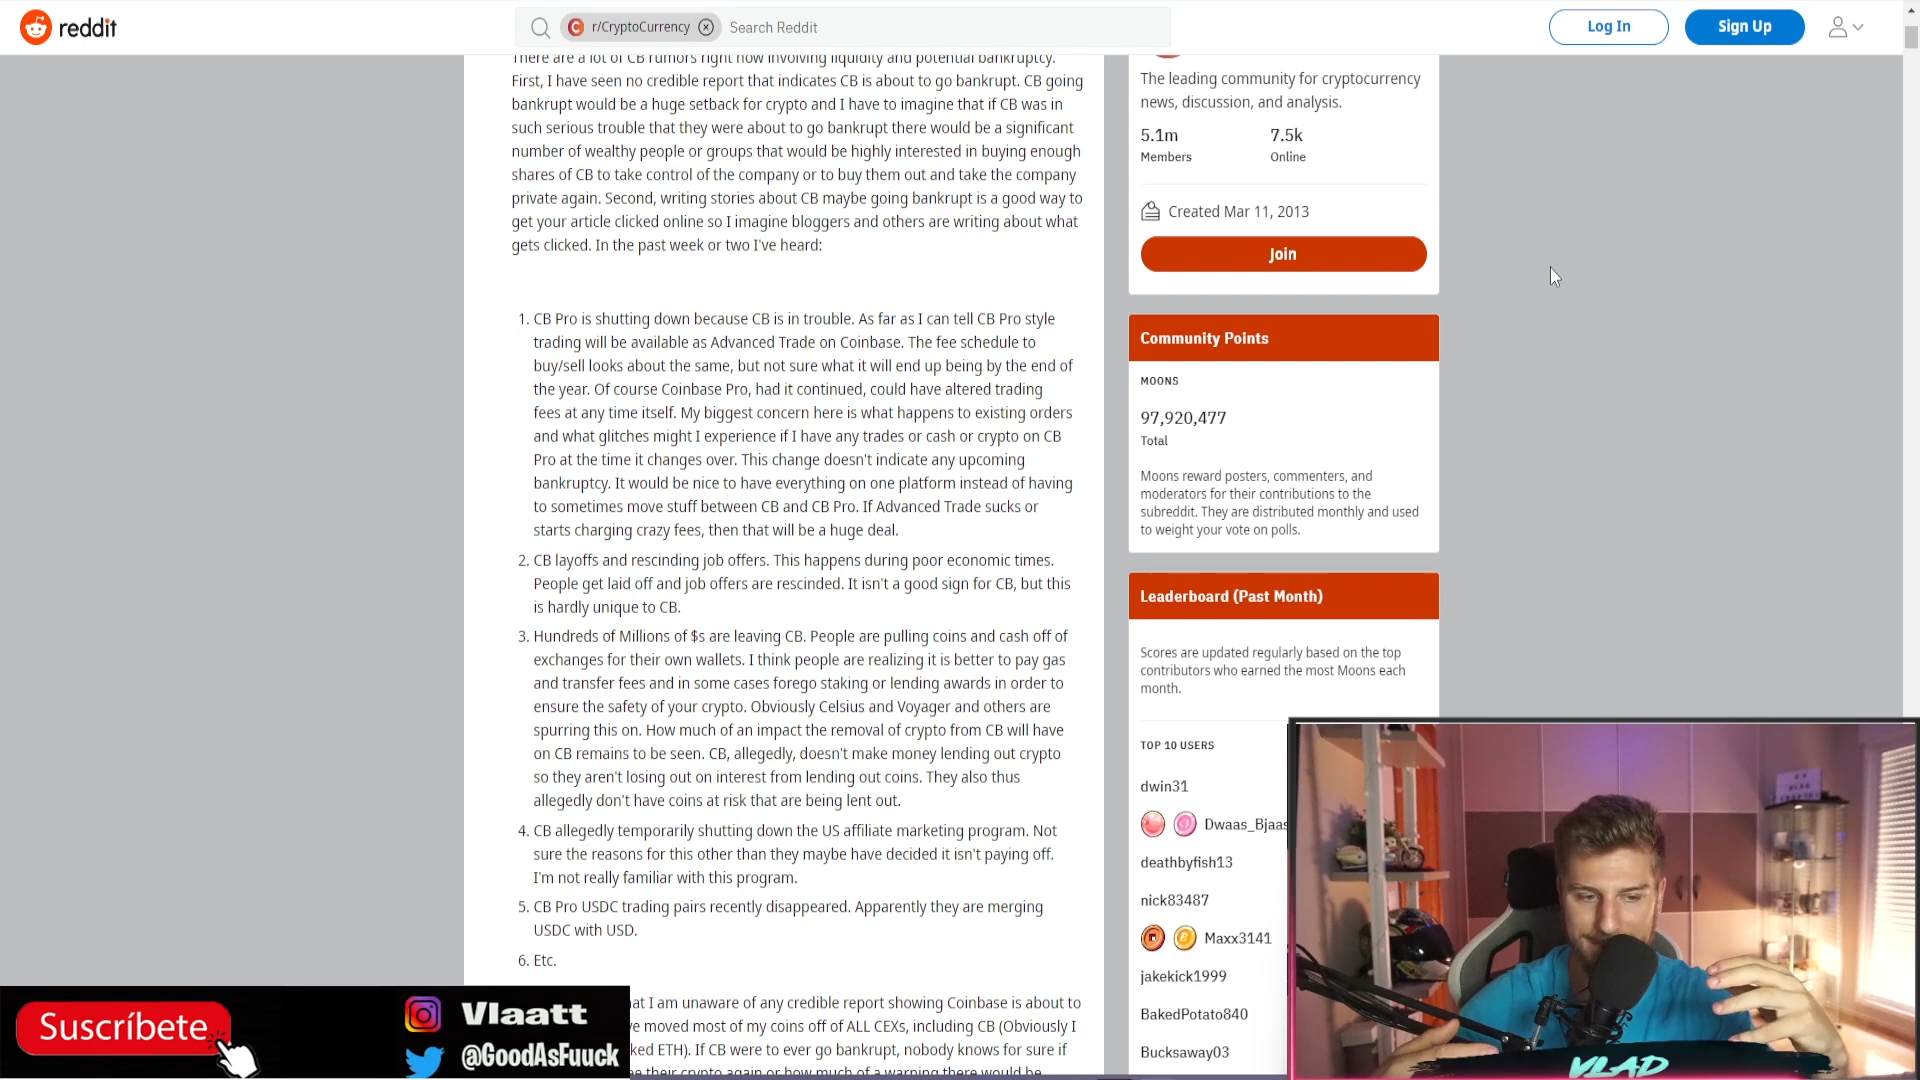 reddit
r/CryptoCurrency
Search Reddit
Log In
Sign Up
There are a lot of CB rumors right now involving liquidity and potential bankruptcy.
First, I have seen no credible report that indicates CB is about to go bankrupt. CB going
bankrupt would be a huge setback for crypto and I have to imagine that if CB was in
such serious trouble that they were about to go bankrupt there would be a significant
number of wealthy people or groups that would be highly interested in buying enough
shares of CB to take control of the company or to buy them out and take the company
private again. Second, writing stories about CB maybe going bankrupt is a good way to
get your article clicked online so I imagine bloggers and others are writing about what
gets clicked. In the past week or two I've heard:
1. CB Pro is shutting down because CB is in trouble. As far as I can tell CB Pro style
trading will be available as Advanced Trade on Coinbase. The fee schedule to
buy/sell looks about the same, but not sure what it will end up being by the end of
the year. Of course Coinbase Pro, had it continued, could have altered trading
fees at any time itself. My biggest concern here is what happens to existing orders
and what glitches might I experience if I have any trades or cash or crypto on CB
Pro at the time it changes over. This change doesn't indicate any upcoming
bankruptcy. It would be nice to have everything on one platform instead of having
to sometimes move stuff between CB and CB Pro. If Advanced Trade sucks or
starts charging crazy fees, then that will be a huge deal.
2. CB layoffs and rescinding job offers. This happens during poor economic times.
People get laid off and job offers are rescinded. It isn't a good sign for CB, but this
is hardly unique to CB.
3. Hundreds of Millions of $s are leaving CB. People are pulling coins and cash off of
exchanges for their own wallets. I think people are realizing it is better to pay gas
and transfer fees and in some cases forego staking or lending awards in order to
ensure the safety of your crypto. Obviously Celsius and Voyager and others are
spurring this on. How much of an impact the removal of crypto from CB will have
on CB remains to be seen. CB, allegedly, doesn't make money lending out crypto
so they aren't losing out on interest from lending out coins. They also thus
allegedly don't have coins at risk that are being lent out.
4. CB allegedly temporarily shutting down the US affiliate marketing program. Not
sure the reasons for this other than they maybe have decided it isn't paying off.
I'm not really familiar with this program.
5. CB Pro USDC trading pairs recently disappeared. Apparently they are merging
USDC with USD.
6. Etc.
at I am unaware of any credible report showing Coinbase is about to
ve moved most of my coins off of ALL CEXs, including CB (Obviously I
ked ETH). If CB were to ever go bankrupt, nobody knows for sure if
e their crypto again or how much of a warning there would be
The leading community for cryptocurrency
news, discussion, and analysis.
5.1m 7.5k
Members Online
Created Mar 11, 2013
Join
Community Points
MOONS
97,920,477
Total
Moons reward posters, commenters, and
moderators for their contributions to the
subreddit. They are distributed monthly and used
to weight your vote on polls.
Leaderboard (Past Month)
Scores are updated regularly based on the top
contributors who earned the most Moons each
month.
TOP 10 USERS
dwin31
Dwaas_Bjaas
deathbyfish13
nick83487
Maxx3141
jakekick1999
BakedPotato840
Bucksaway03
Suscríbete
Vlaatt
@GoodAsFuuck
VLAD